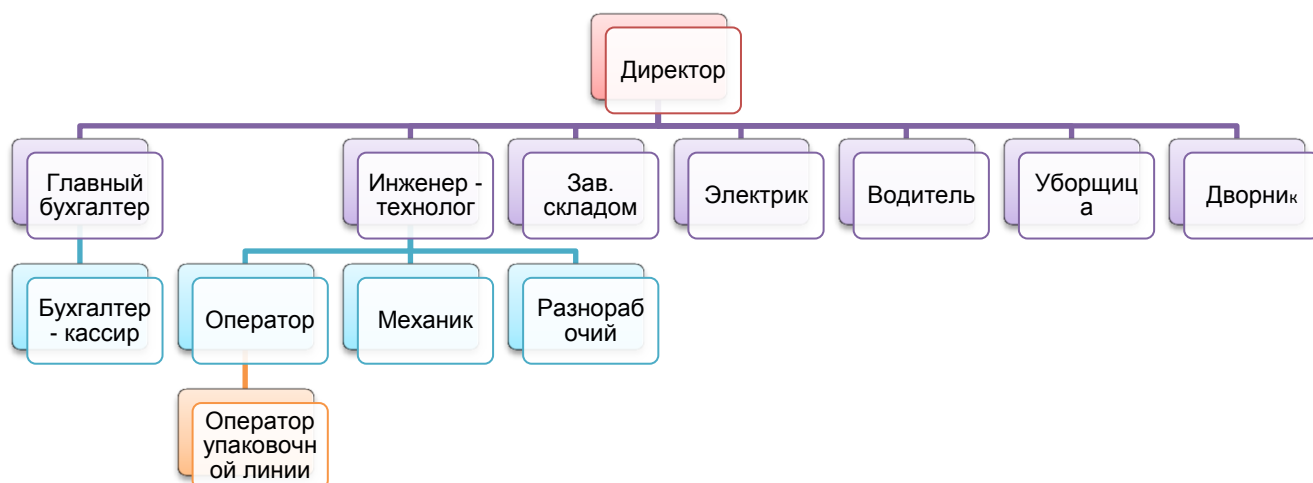 Директор
Главный
бухгалтер
Инженер -
технолог
Зав.
складом
Электрик
Водитель
Уборщиц
а
Дворник
Бухгалтер
- кассир
Оператор
Механик
Разнораб
очий
Оператор
упаковочн
ой линии